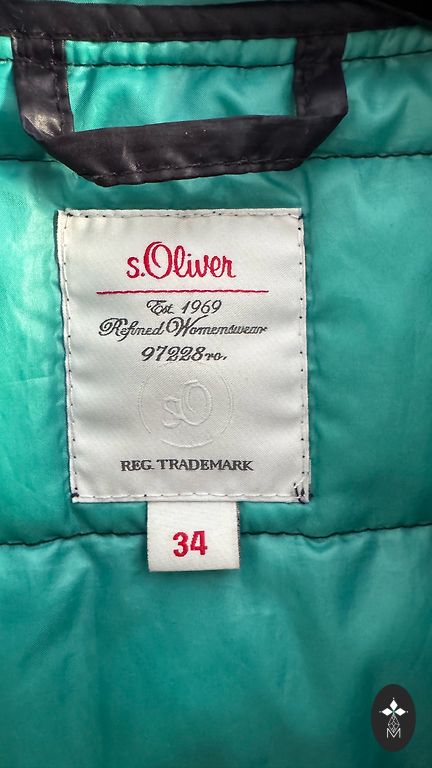 s.Oliver
Est. 1969
Refined Womenswear
97228ro.
sO
REG. TRADEMARK
34
M